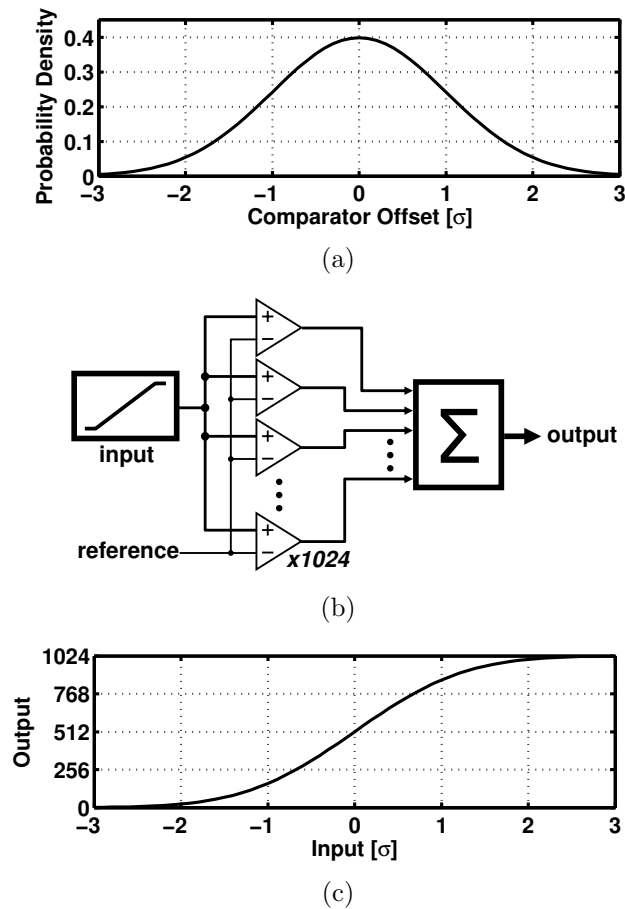 Probability Density
0.4
0.3
0.2
0.1
0
−3 −2 −1 0 1 2 3
Comparator Offset [σ]
(a)
+
−
+
−
+
−
+
−
input
reference
x1024
Σ
output
(b)
Output
1024
768
512
256
0
−3 −2 −1 0 1 2 3
Input [σ]
(c)